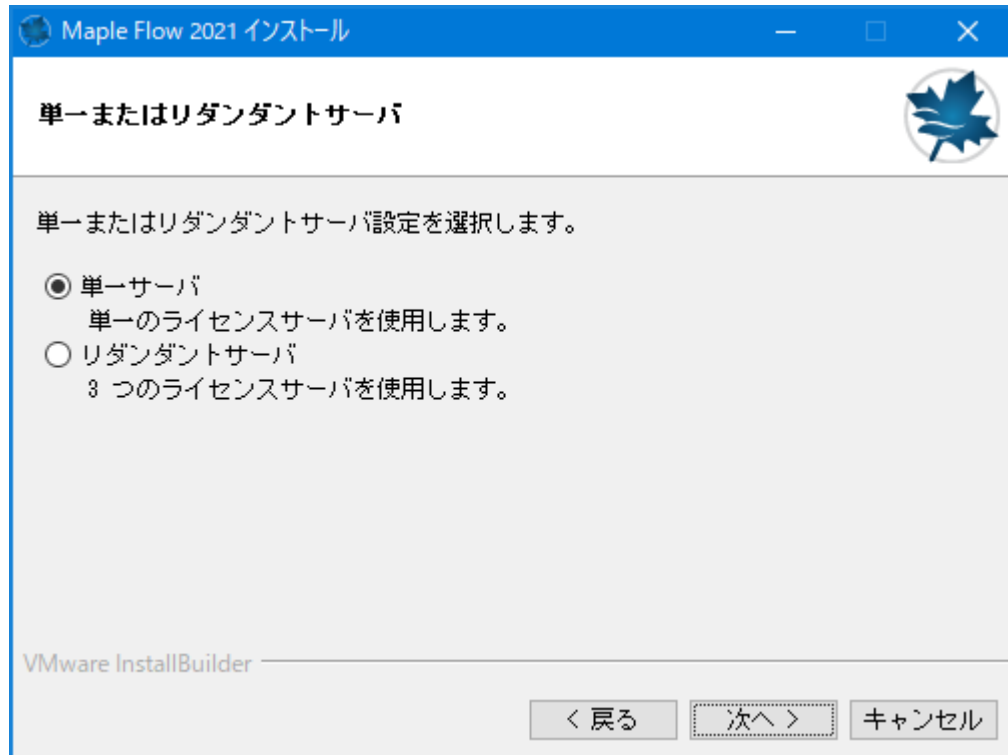 Maple Flow 2021 インストール
単一またはリダンダントサーバ
単一またはリダンダントサーバ設定を選択します。
単一サーバ
単一のライセンスサーバを使用します。
リダンダントサーバ
3 つのライセンスサーバを使用します。
VMware InstallBuilder
< 戻る
次へ >
キャンセル